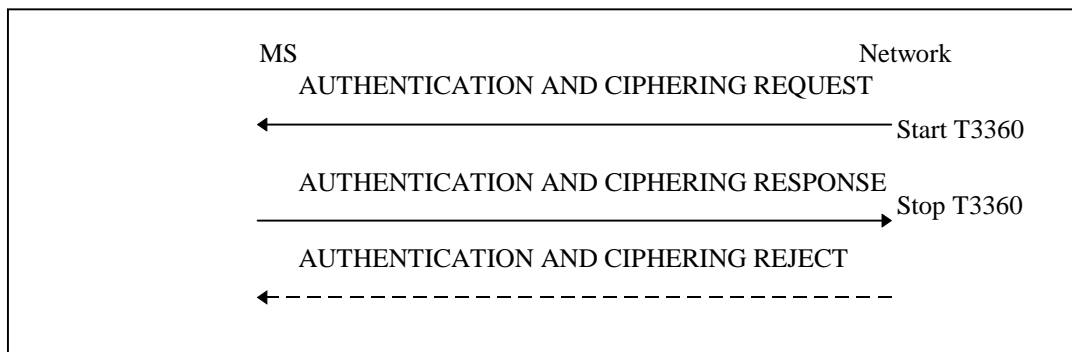 MS Network
AUTHENTICATION AND CIPHERING REQUEST
Start T3360
AUTHENTICATION AND CIPHERING RESPONSE
Stop T3360
AUTHENTICATION AND CIPHERING REJECT